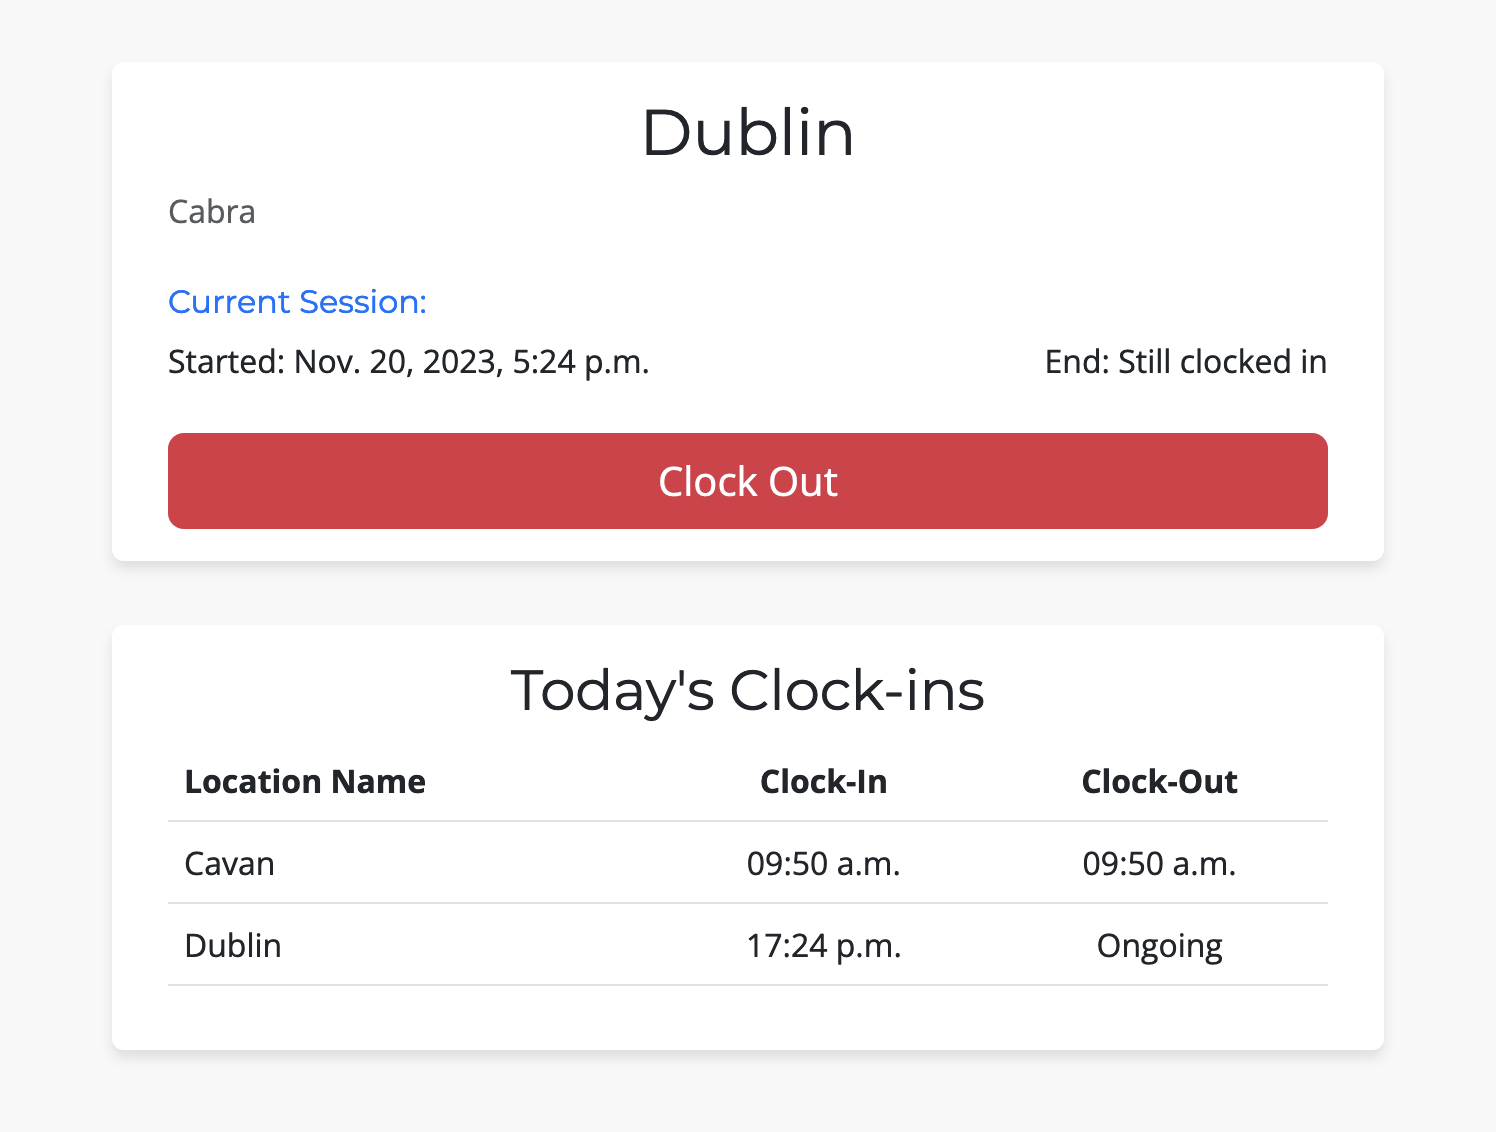 Dublin
Cabra
Current Session:
Started: Nov. 20, 2023, 5:24 p.m. End: Still clocked in
Clock Out
Today's Clock-ins
Location Name Clock-In Clock-Out
Cavan 09:50 a.m. 09:50 a.m.
Dublin 17:24 p.m. Ongoing